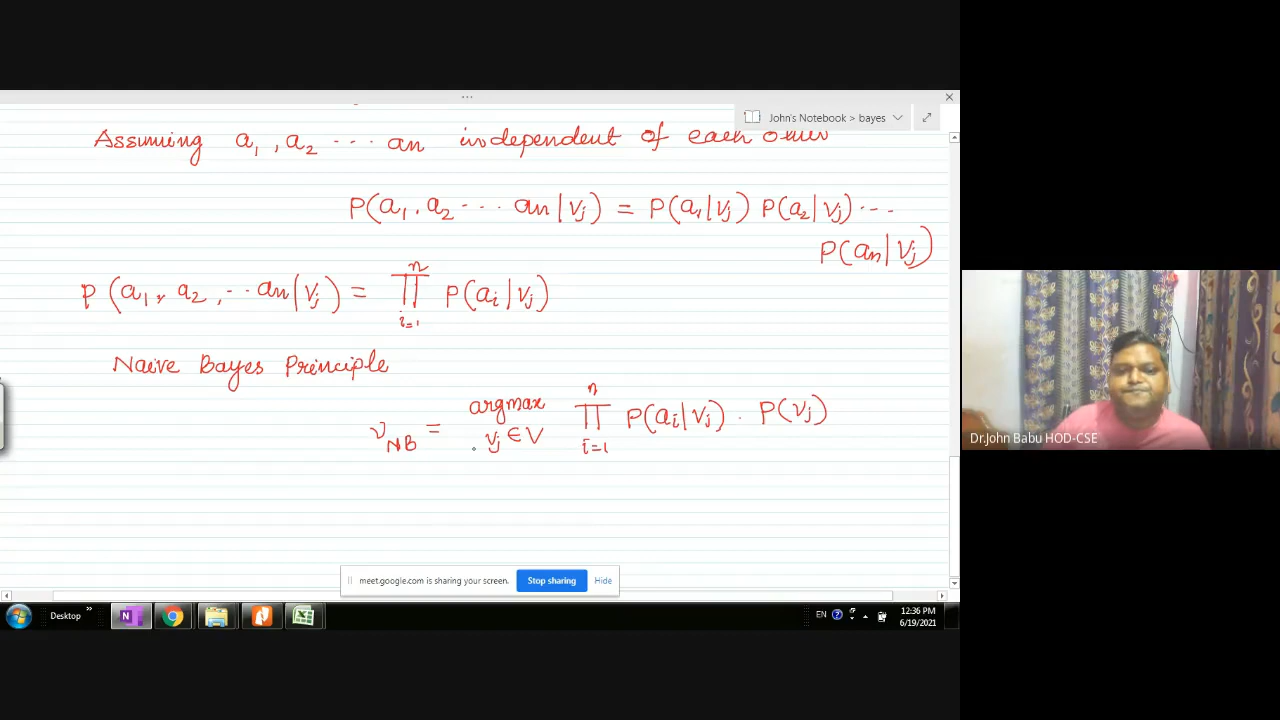 John's Notebook > bayes
Assuming a₁, a₂ ··· an independent of each other
P(a₁, a₂ ··· an | vj) = P(a₁ | vj) P(a₂ | vj) ···
P(an | vj)
P(a₁, a₂, ·· an | vj) = n∏i=1 P(ai | vj)
Naive Bayes Principle
vNB = argmax vj ∈ V n∏i=1 P(ai | vj) · P(vj)
Dr.John Babu HOD-CSE
meet.google.com is sharing your screen. Stop sharing Hide
Desktop » EN 12:36 PM
6/19/2021